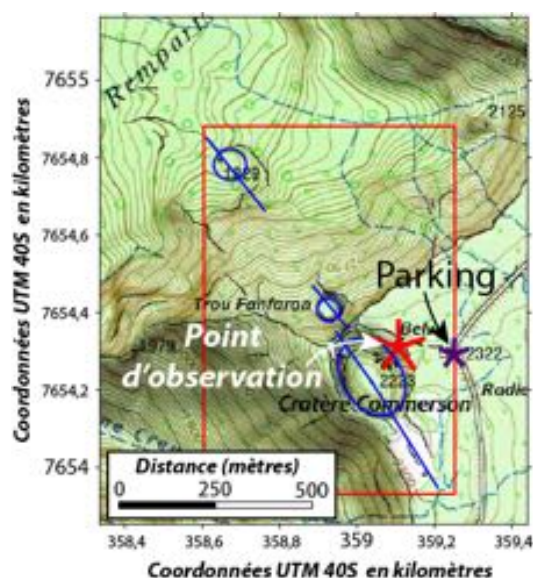 Coordonnées UTM 40S en kilomètres
7655
7654,8
7654,6
7654,4
7654,2
7654
Rempart
2125
Parking
Trou Fanfaron
Point
d'observation
2322
2223
Cratère Commerson
1979
Distance (mètres)
0 250 500
358,4 358,6 358,8 359 359,2 359,4
Coordonnées UTM 40S en kilomètres